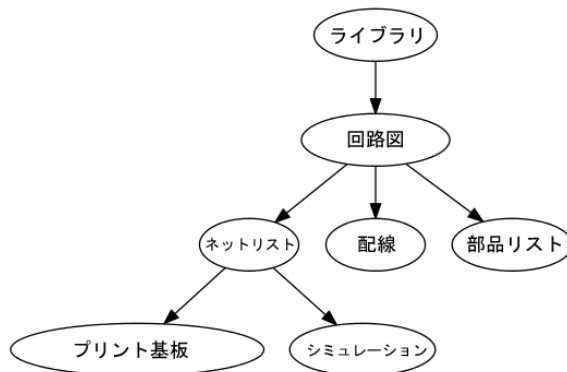 ライブラリ
回路図
ネットリスト
配線
部品リスト
プリント基板
シミュレーション